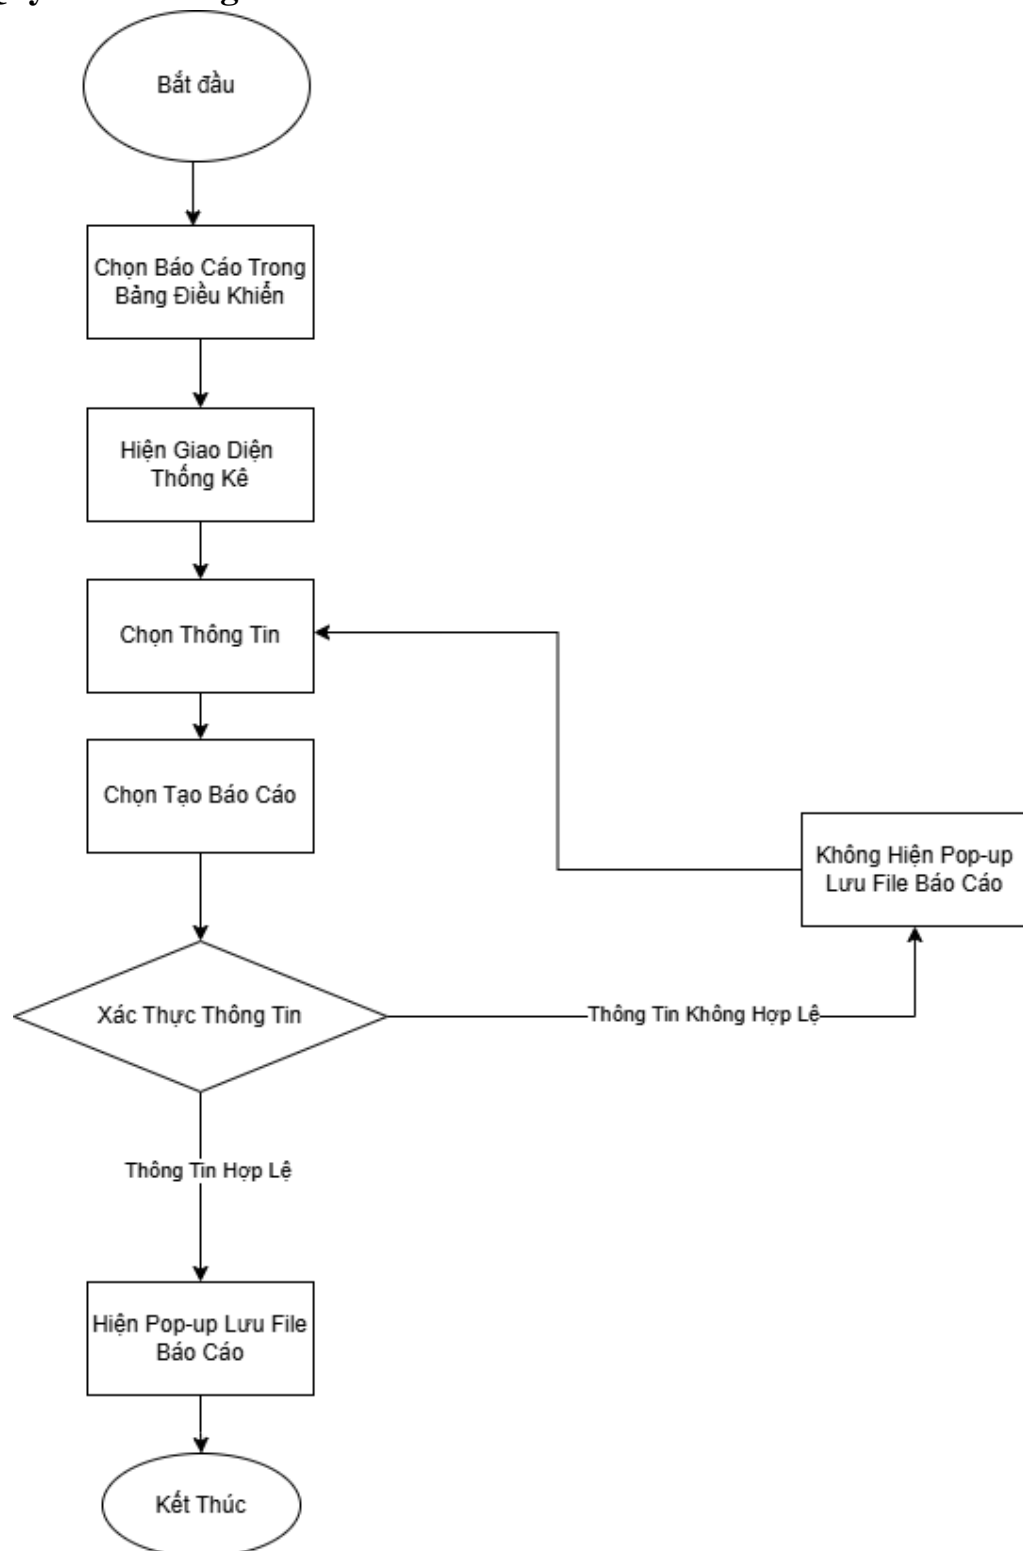 Bắt đầu
Chọn Báo Cáo Trong
Bảng Điều Khiển
Hiện Giao Diện
Thống Kê
Chọn Thông Tin
Chọn Tạo Báo Cáo
Không Hiện Pop-up
Lưu File Báo Cáo
Xác Thực Thông Tin
Thông Tin Không Hợp Lệ
Thông Tin Hợp Lệ
Hiện Pop-up Lưu File
Báo Cáo
Kết Thúc